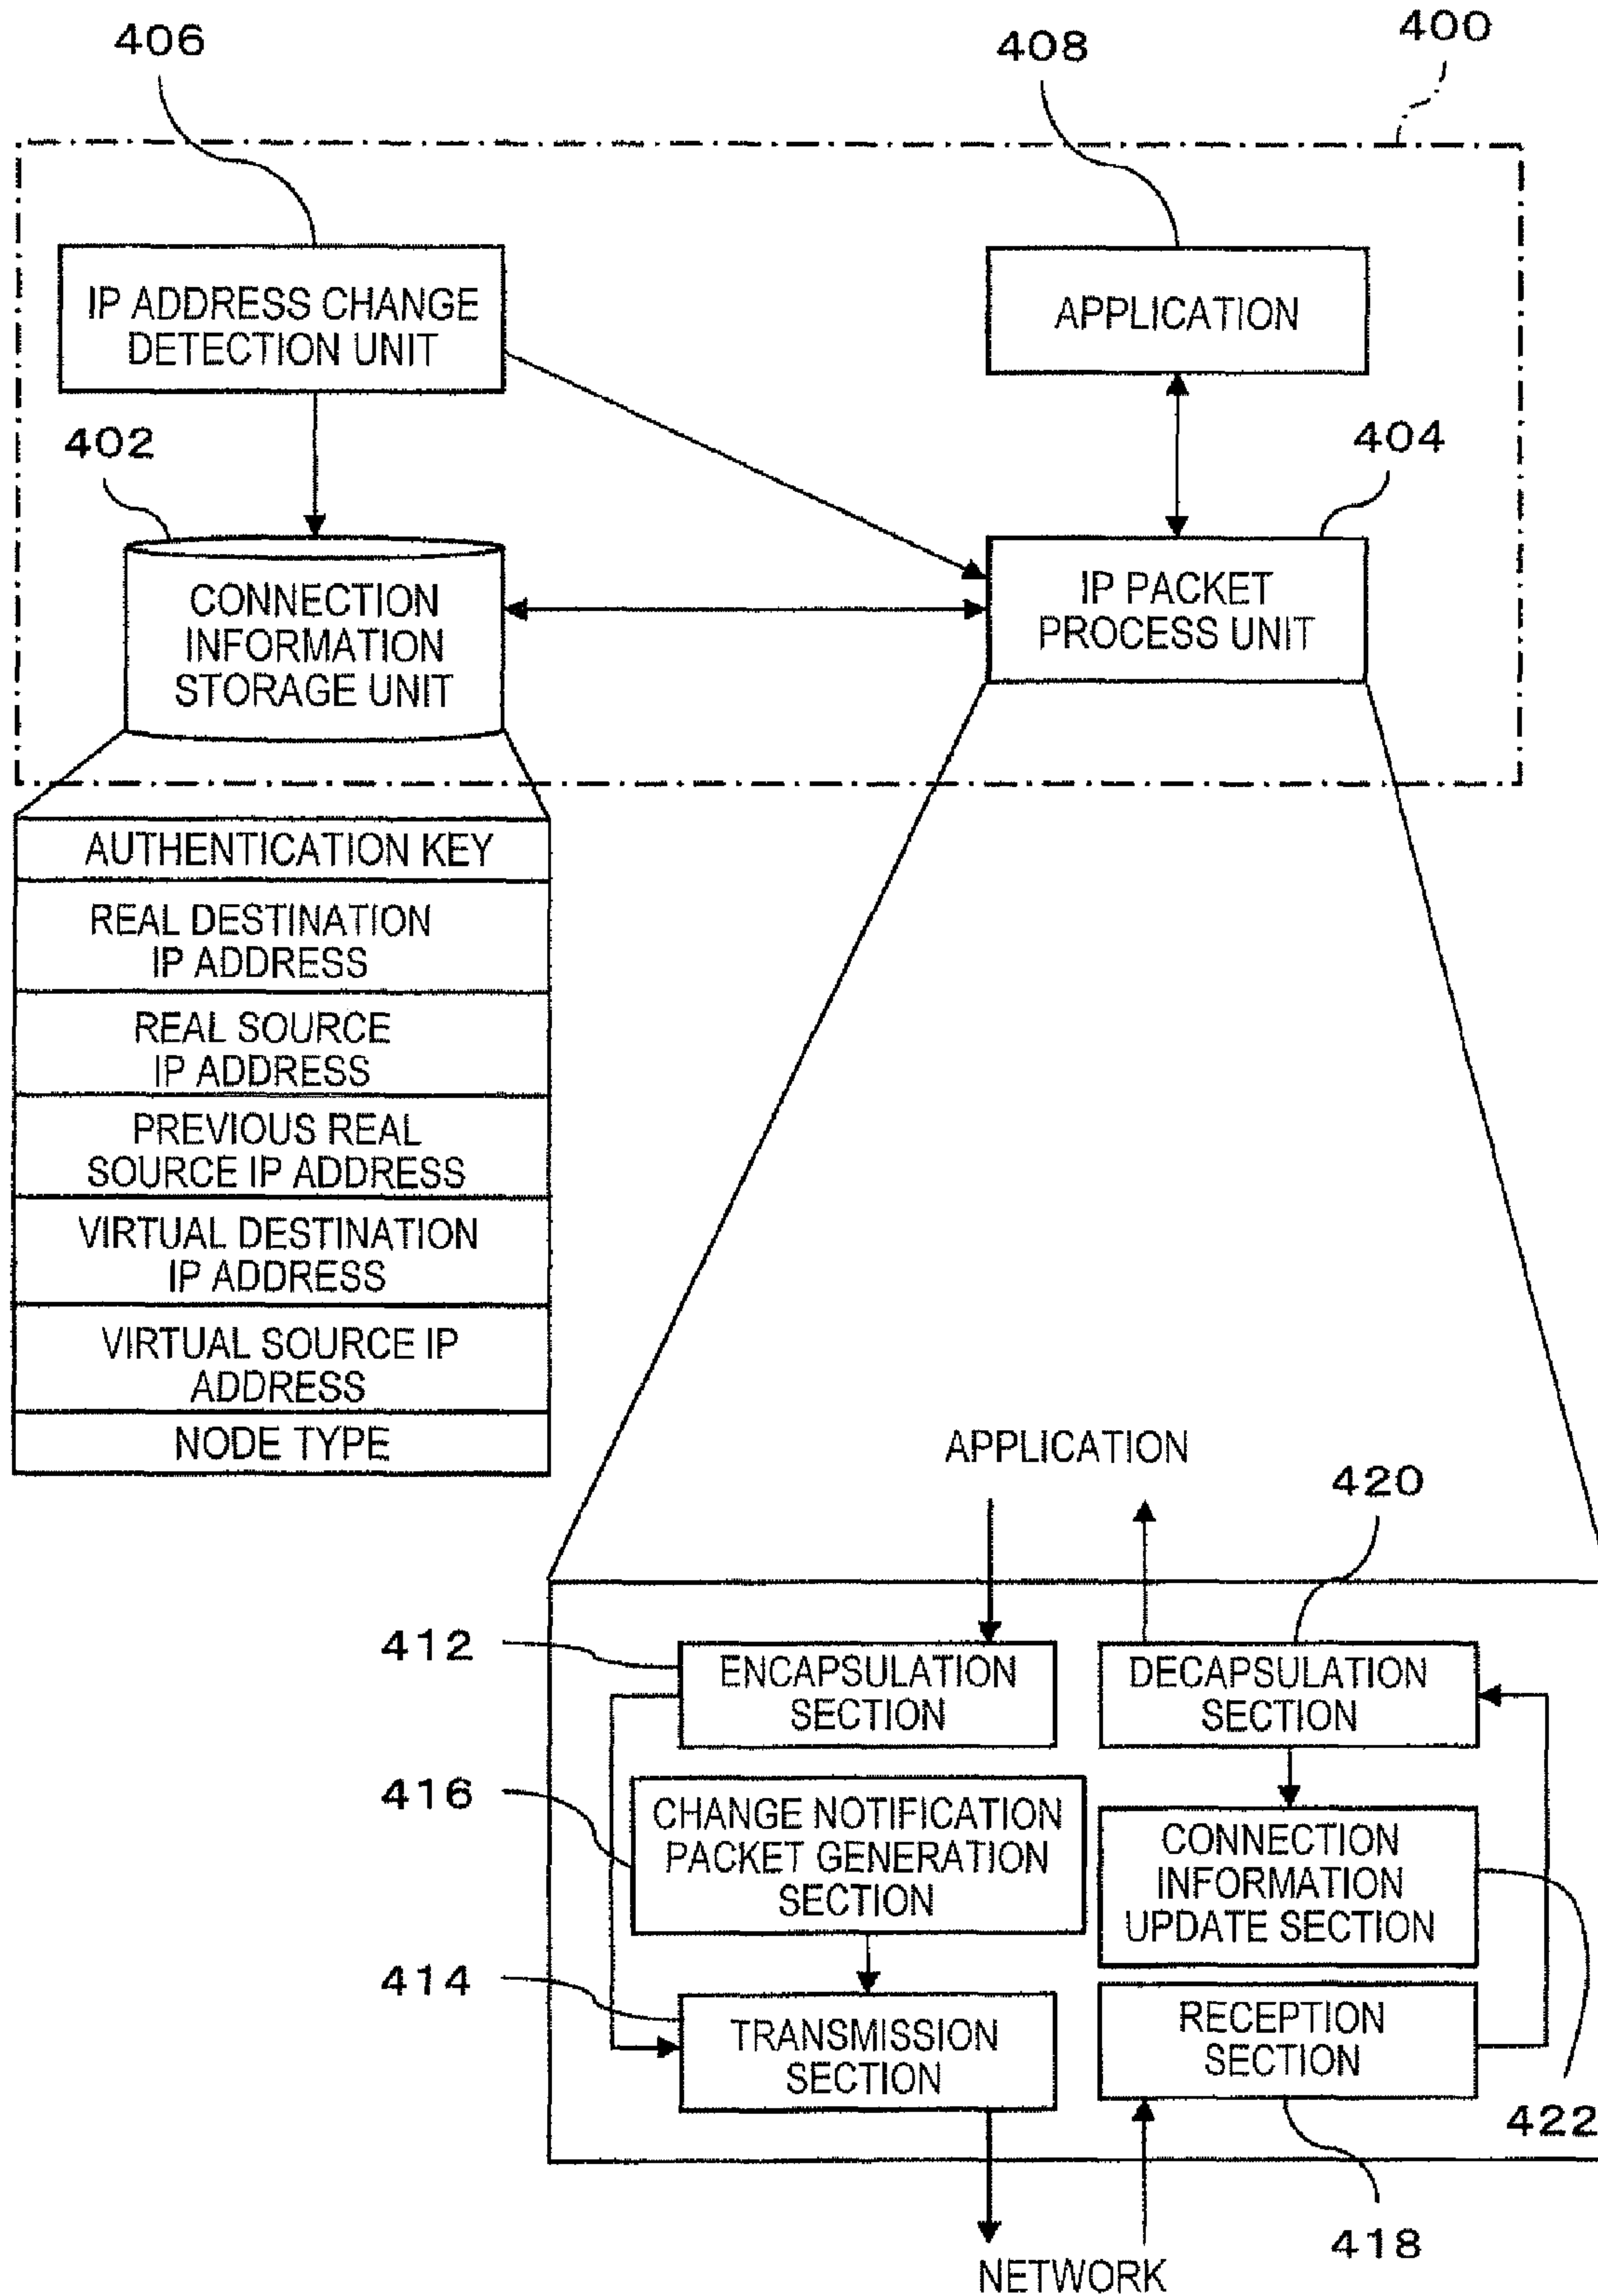 406
408
400
IP ADDRESS CHANGE
DETECTION UNIT
APPLICATION
402
404
CONNECTION
INFORMATION
STORAGE UNIT
IP PACKET
PROCESS UNIT
AUTHENTICATION KEY
REAL DESTINATION
IP ADDRESS
REAL SOURCE
IP ADDRESS
PREVIOUS REAL
SOURCE IP ADDRESS
VIRTUAL DESTINATION
IP ADDRESS
VIRTUAL SOURCE IP
ADDRESS
NODE TYPE
APPLICATION
420
412
ENCAPSULATION
SECTION
DECAPSULATION
SECTION
416
CHANGE NOTIFICATION
PACKET GENERATION
SECTION
CONNECTION
INFORMATION
UPDATE SECTION
414
TRANSMISSION
SECTION
RECEPTION
SECTION
422
418
NETWORK